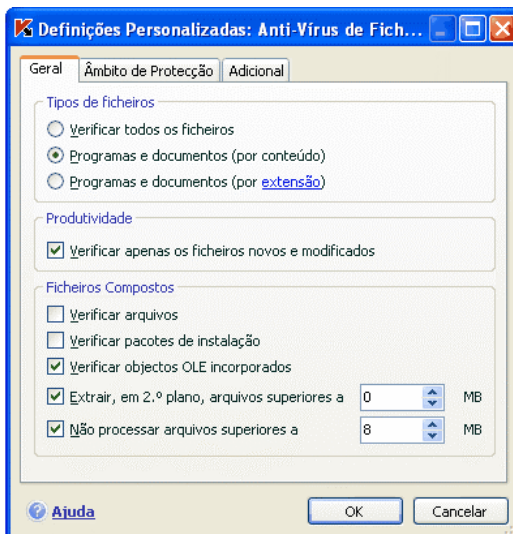 Definições Personalizadas: Anti-Vírus de Fich...
Geral
Âmbito de Protecção
Adicional
Tipos de ficheiros
Verificar todos os ficheiros
Programas e documentos (por conteúdo)
Programas e documentos (por extensão)
Produtividade
Verificar apenas os ficheiros novos e modificados
Ficheiros Compostos
Verificar arquivos
Verificar pacotes de instalação
Verificar objectos OLE incorporados
Extrair, em 2.º plano, arquivos superiores a 0 MB
Não processar arquivos superiores a 8 MB
Ajuda
OK
Cancelar